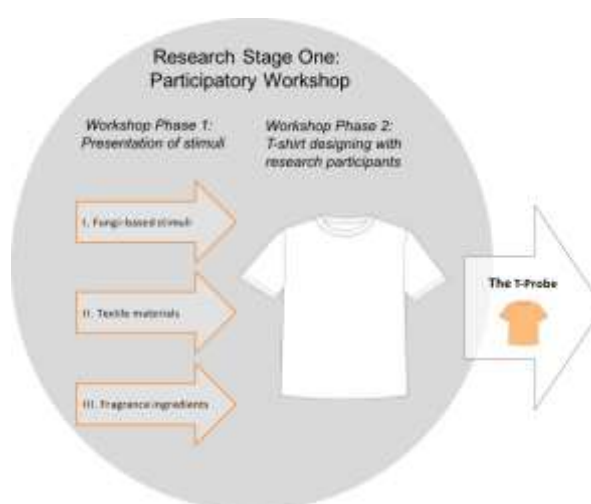 Research Stage One:
Participatory Workshop
Workshop Phase 1:
Presentation of stimuli
Workshop Phase 2:
T-shirt designing with
research participants
I. Fungi-based stimuli
II. Textile materials
III. Fragrance ingredients
The T-Probe